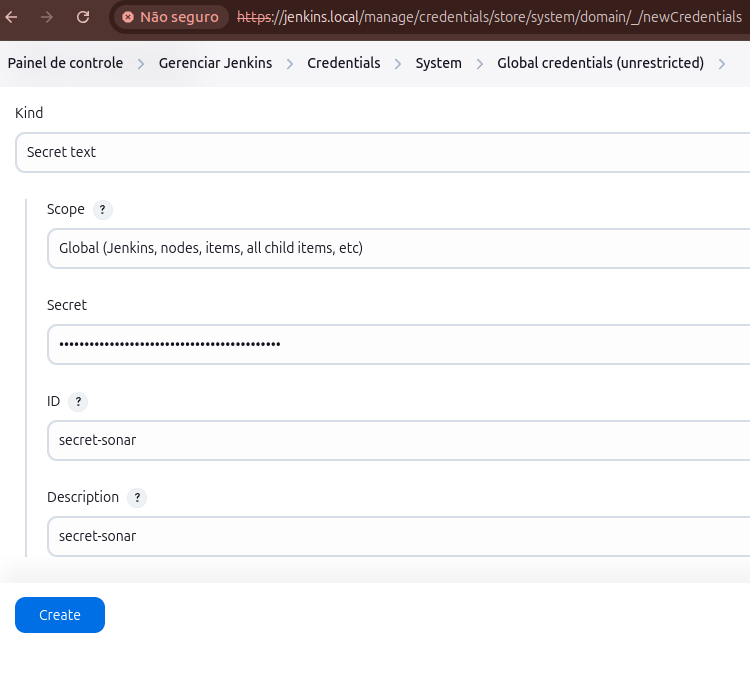 Não seguro https://jenkins.local/manage/credentials/store/system/domain/_/newCredentials
Painel de controle > Gerenciar Jenkins > Credentials > System > Global credentials (unrestricted) >
Kind
Secret text
Scope ?
Global (Jenkins, nodes, items, all child items, etc)
Secret
••••••••••••••••••••••••••••••••••••••••••••
ID ?
secret-sonar
Description ?
secret-sonar
Create